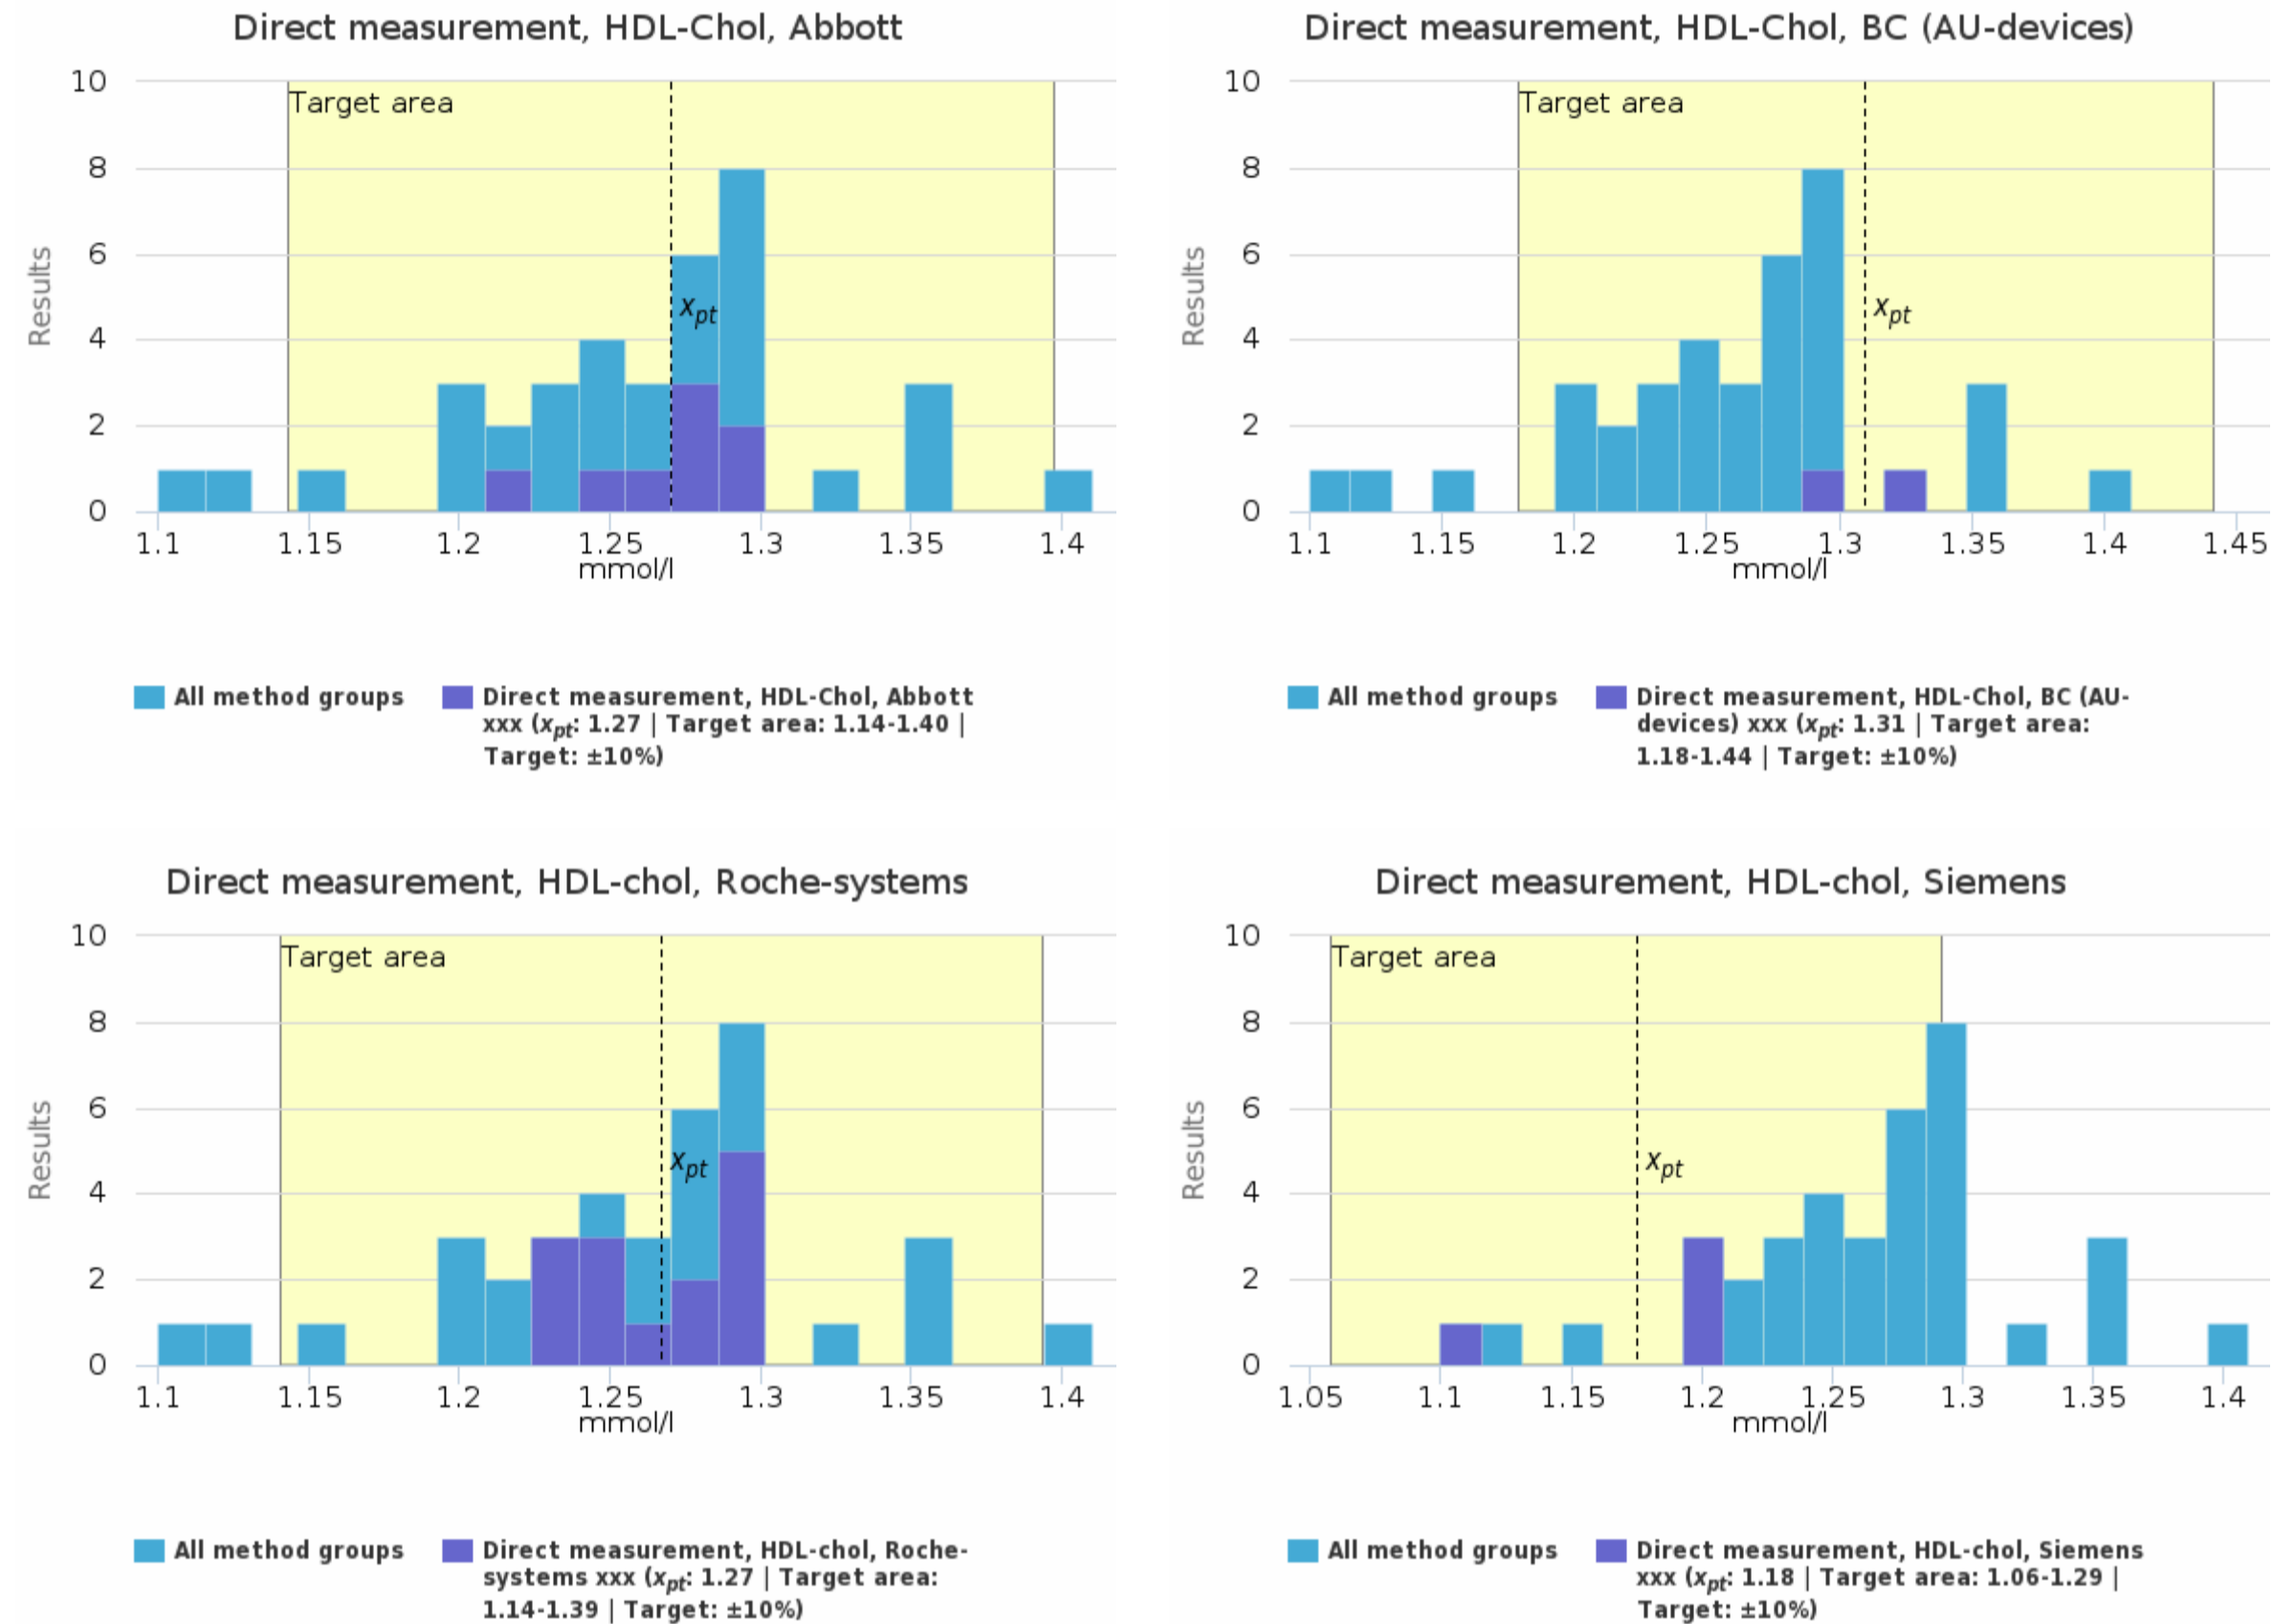 Direct measurement, HDL-Chol, Abbott
10
Target area
8
6
x_pt
4
2
0
Results
1.1 1.15 1.2 1.25 1.3 1.35 1.4
mmol/l
All method groups
Direct measurement, HDL-Chol, Abbott
xxx (x_pt: 1.27 | Target area: 1.14-1.40 |
Target: ±10%)
Direct measurement, HDL-Chol, BC (AU-devices)
10
Target area
8
6
x_pt
4
2
0
Results
1.1 1.15 1.2 1.25 1.3 1.35 1.4 1.45
mmol/l
All method groups
Direct measurement, HDL-Chol, BC (AU-
devices) xxx (x_pt: 1.31 | Target area:
1.18-1.44 | Target: ±10%)
Direct measurement, HDL-chol, Roche-systems
10
Target area
8
6
x_pt
4
2
0
Results
1.1 1.15 1.2 1.25 1.3 1.35 1.4
mmol/l
All method groups
Direct measurement, HDL-chol, Roche-
systems xxx (x_pt: 1.27 | Target area:
1.14-1.39 | Target: ±10%)
Direct measurement, HDL-chol, Siemens
10
Target area
8
6
x_pt
4
2
0
Results
1.05 1.1 1.15 1.2 1.25 1.3 1.35 1.4
mmol/l
All method groups
Direct measurement, HDL-chol, Siemens
xxx (x_pt: 1.18 | Target area: 1.06-1.29 |
Target: ±10%)